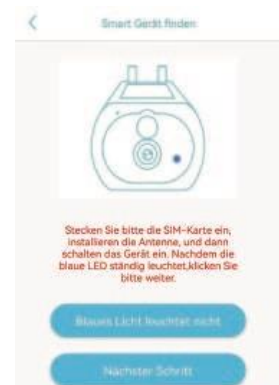 Smart Gerät finden
Stecken Sie bitte die SIM-Karte ein,
installieren die Antenne, und dann
schalten das Gerät ein. Nachdem die
blaue LED ständig leuchtet,klicken Sie
bitte weiter.
Blaues Licht leuchtet nicht
Nächster Schritt